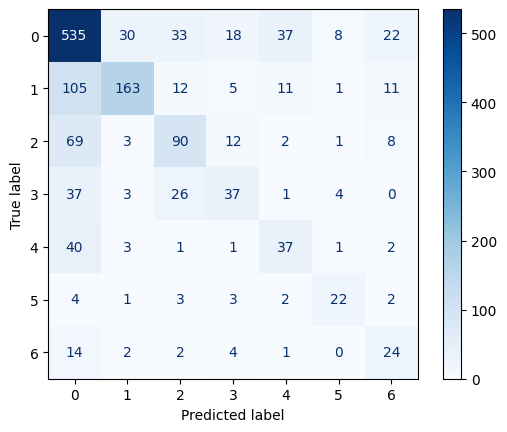 0 535 30 33 18 37 8 22
1 105 163 12 5 11 1 11
2 69 3 90 12 2 1 8
3 37 3 26 37 1 4 0
4 40 3 1 1 37 1 2
5 4 1 3 3 2 22 2
6 14 2 2 4 1 0 24
0 1 2 3 4 5 6
Predicted label
True label
500
400
300
200
100
0